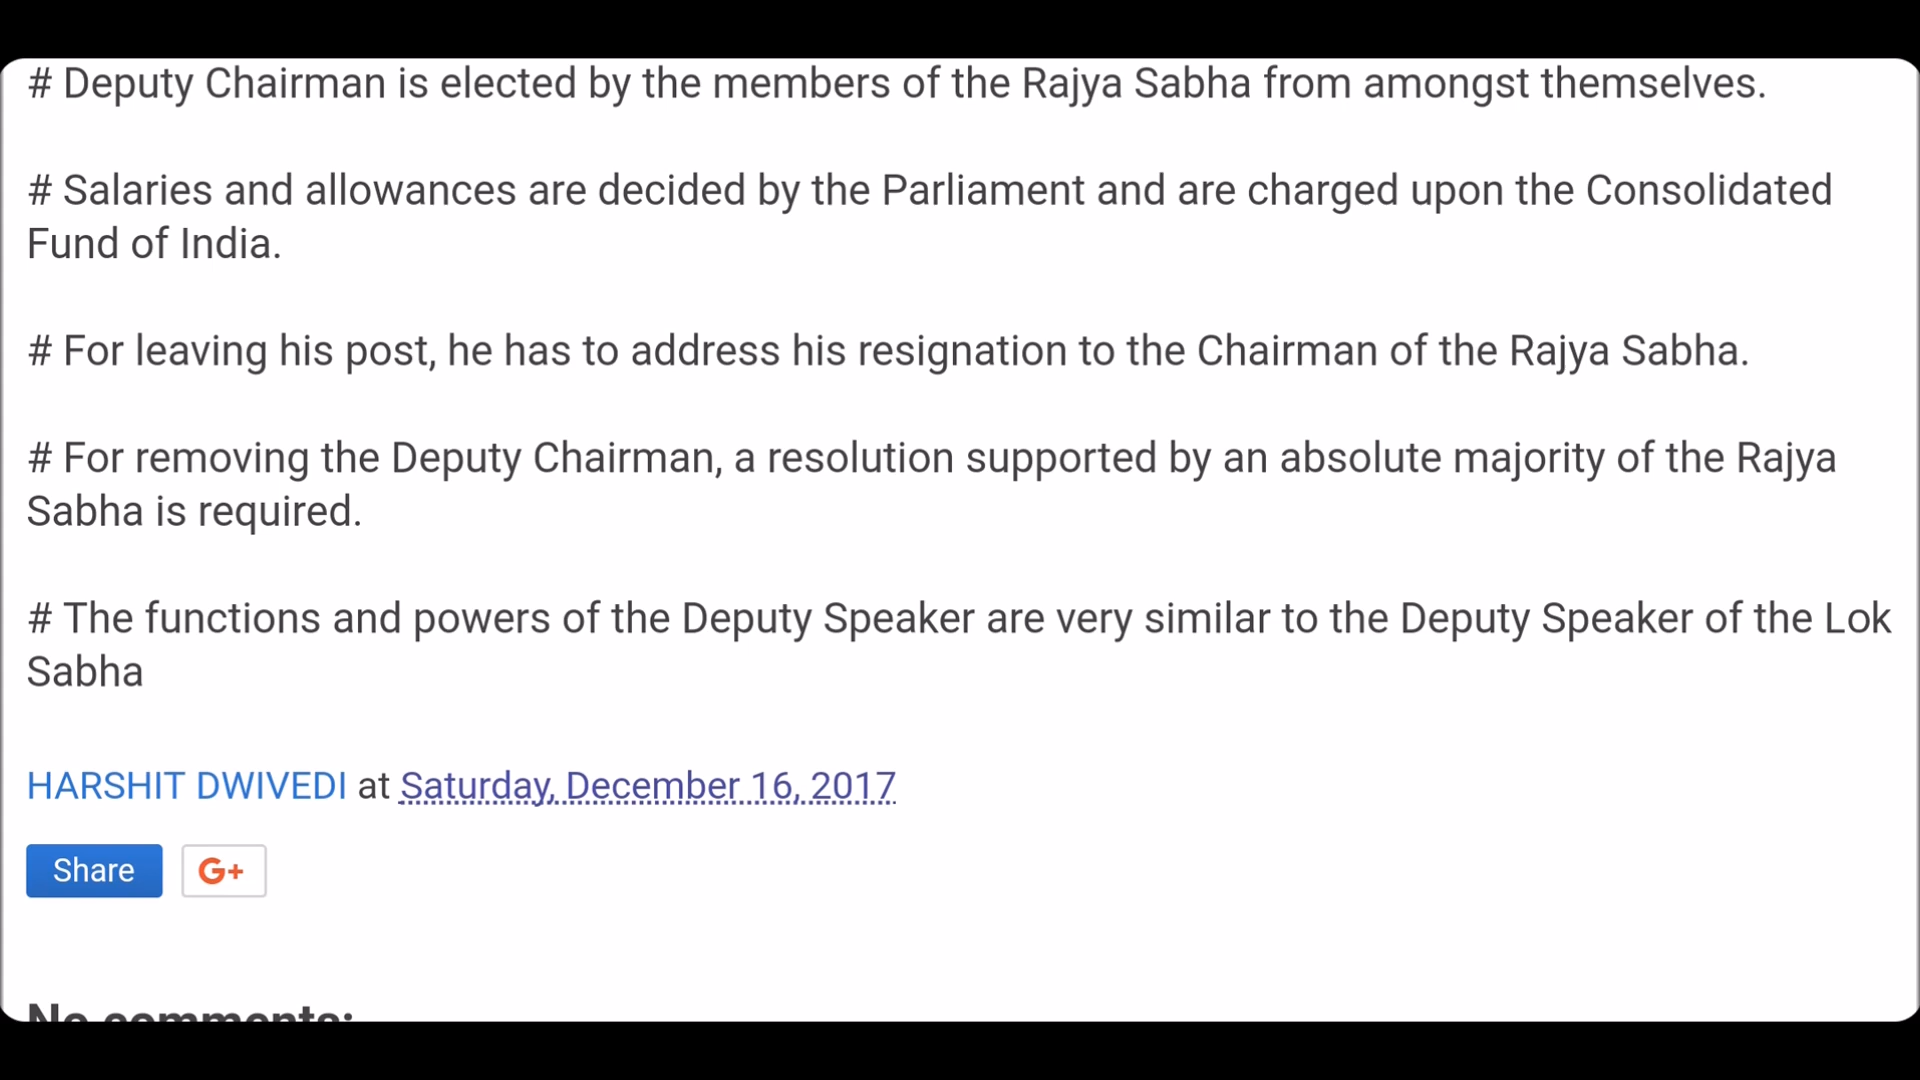 # Deputy Chairman is elected by the members of the Rajya Sabha from amongst themselves.
# Salaries and allowances are decided by the Parliament and are charged upon the Consolidated
Fund of India.
# For leaving his post, he has to address his resignation to the Chairman of the Rajya Sabha.
# For removing the Deputy Chairman, a resolution supported by an absolute majority of the Rajya
Sabha is required.
# The functions and powers of the Deputy Speaker are very similar to the Deputy Speaker of the Lok
Sabha
HARSHIT DWIVEDI at Saturday, December 16, 2017
Share G+
No comments: